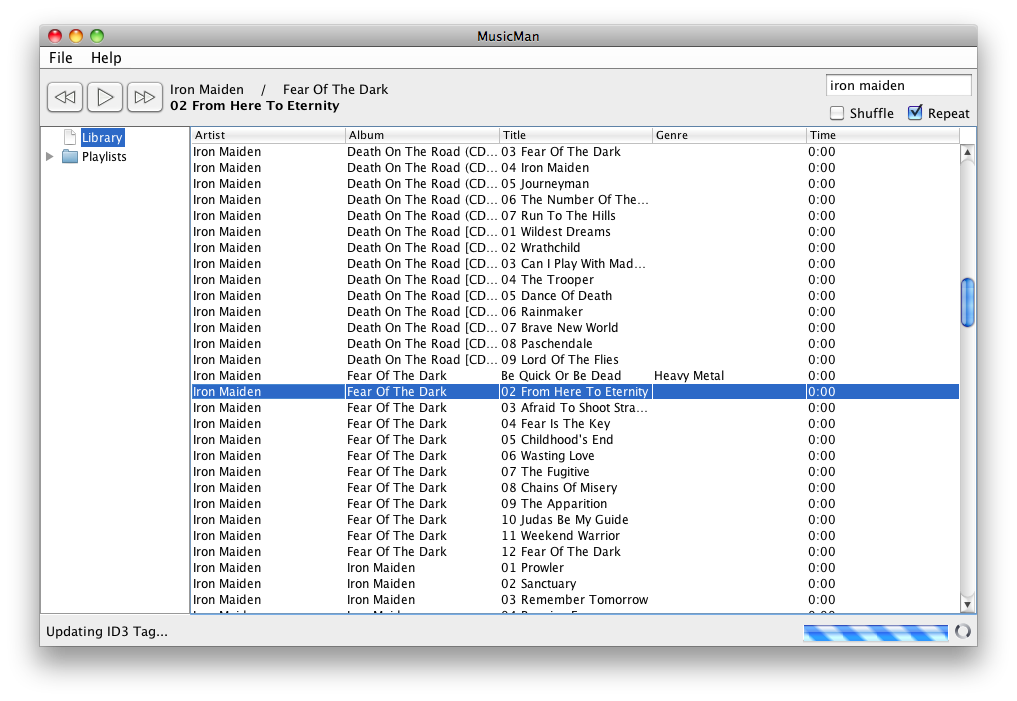 MusicMan
File Help
Iron Maiden / Fear Of The Dark
02 From Here To Eternity
iron maiden
Shuffle Repeat
Library
Playlists
Artist Album Title Genre Time
Iron Maiden Death On The Road (CD... 03 Fear Of The Dark 0:00
Iron Maiden Death On The Road (CD... 04 Iron Maiden 0:00
Iron Maiden Death On The Road (CD... 05 Journeyman 0:00
Iron Maiden Death On The Road (CD... 06 The Number Of The... 0:00
Iron Maiden Death On The Road (CD... 07 Run To The Hills 0:00
Iron Maiden Death On The Road [CD... 01 Wildest Dreams 0:00
Iron Maiden Death On The Road [CD... 02 Wrathchild 0:00
Iron Maiden Death On The Road [CD... 03 Can I Play With Mad... 0:00
Iron Maiden Death On The Road [CD... 04 The Trooper 0:00
Iron Maiden Death On The Road [CD... 05 Dance Of Death 0:00
Iron Maiden Death On The Road [CD... 06 Rainmaker 0:00
Iron Maiden Death On The Road [CD... 07 Brave New World 0:00
Iron Maiden Death On The Road [CD... 08 Paschendale 0:00
Iron Maiden Death On The Road [CD... 09 Lord Of The Flies 0:00
Iron Maiden Fear Of The Dark Be Quick Or Be Dead Heavy Metal 0:00
Iron Maiden Fear Of The Dark 02 From Here To Eternity 0:00
Iron Maiden Fear Of The Dark 03 Afraid To Shoot Stra... 0:00
Iron Maiden Fear Of The Dark 04 Fear Is The Key 0:00
Iron Maiden Fear Of The Dark 05 Childhood's End 0:00
Iron Maiden Fear Of The Dark 06 Wasting Love 0:00
Iron Maiden Fear Of The Dark 07 The Fugitive 0:00
Iron Maiden Fear Of The Dark 08 Chains Of Misery 0:00
Iron Maiden Fear Of The Dark 09 The Apparition 0:00
Iron Maiden Fear Of The Dark 10 Judas Be My Guide 0:00
Iron Maiden Fear Of The Dark 11 Weekend Warrior 0:00
Iron Maiden Fear Of The Dark 12 Fear Of The Dark 0:00
Iron Maiden Iron Maiden 01 Prowler 0:00
Iron Maiden Iron Maiden 02 Sanctuary 0:00
Iron Maiden Iron Maiden 03 Remember Tomorrow 0:00
Updating ID3 Tag...